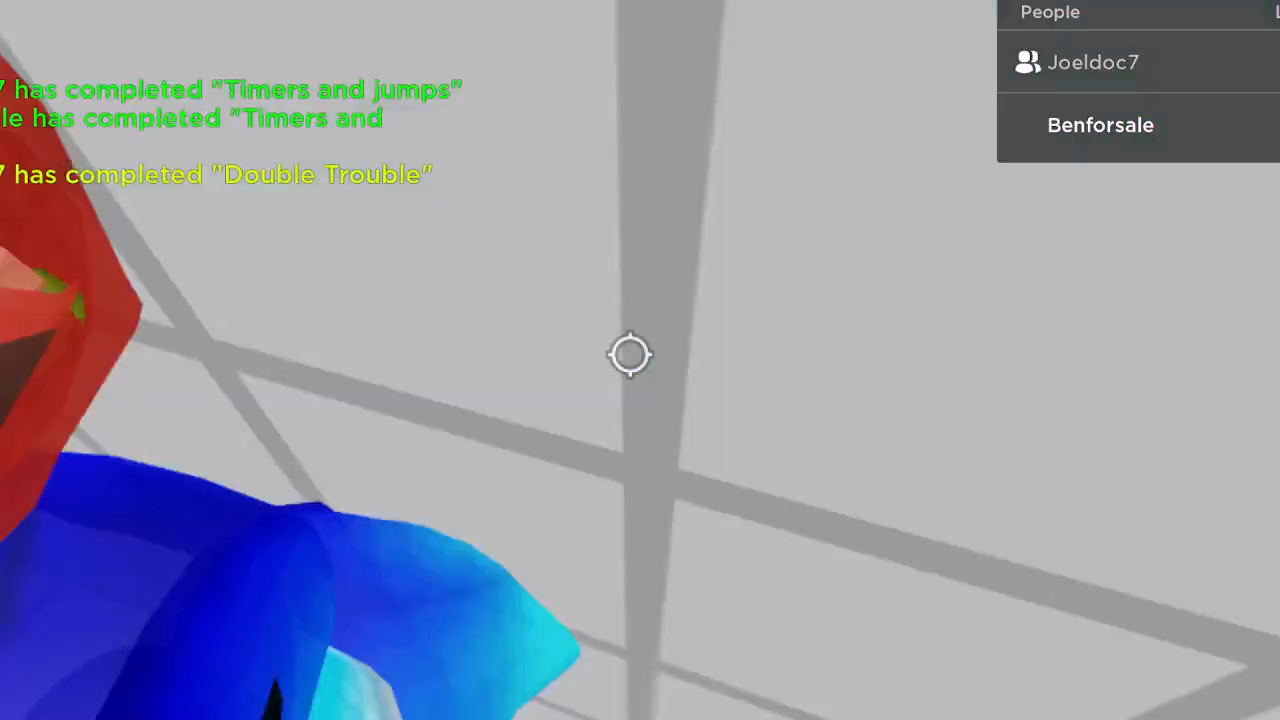 People
Joeldoc7
Benforsale
7 has completed "Timers and jumps"
le has completed "Timers and
7 has completed "Double Trouble"